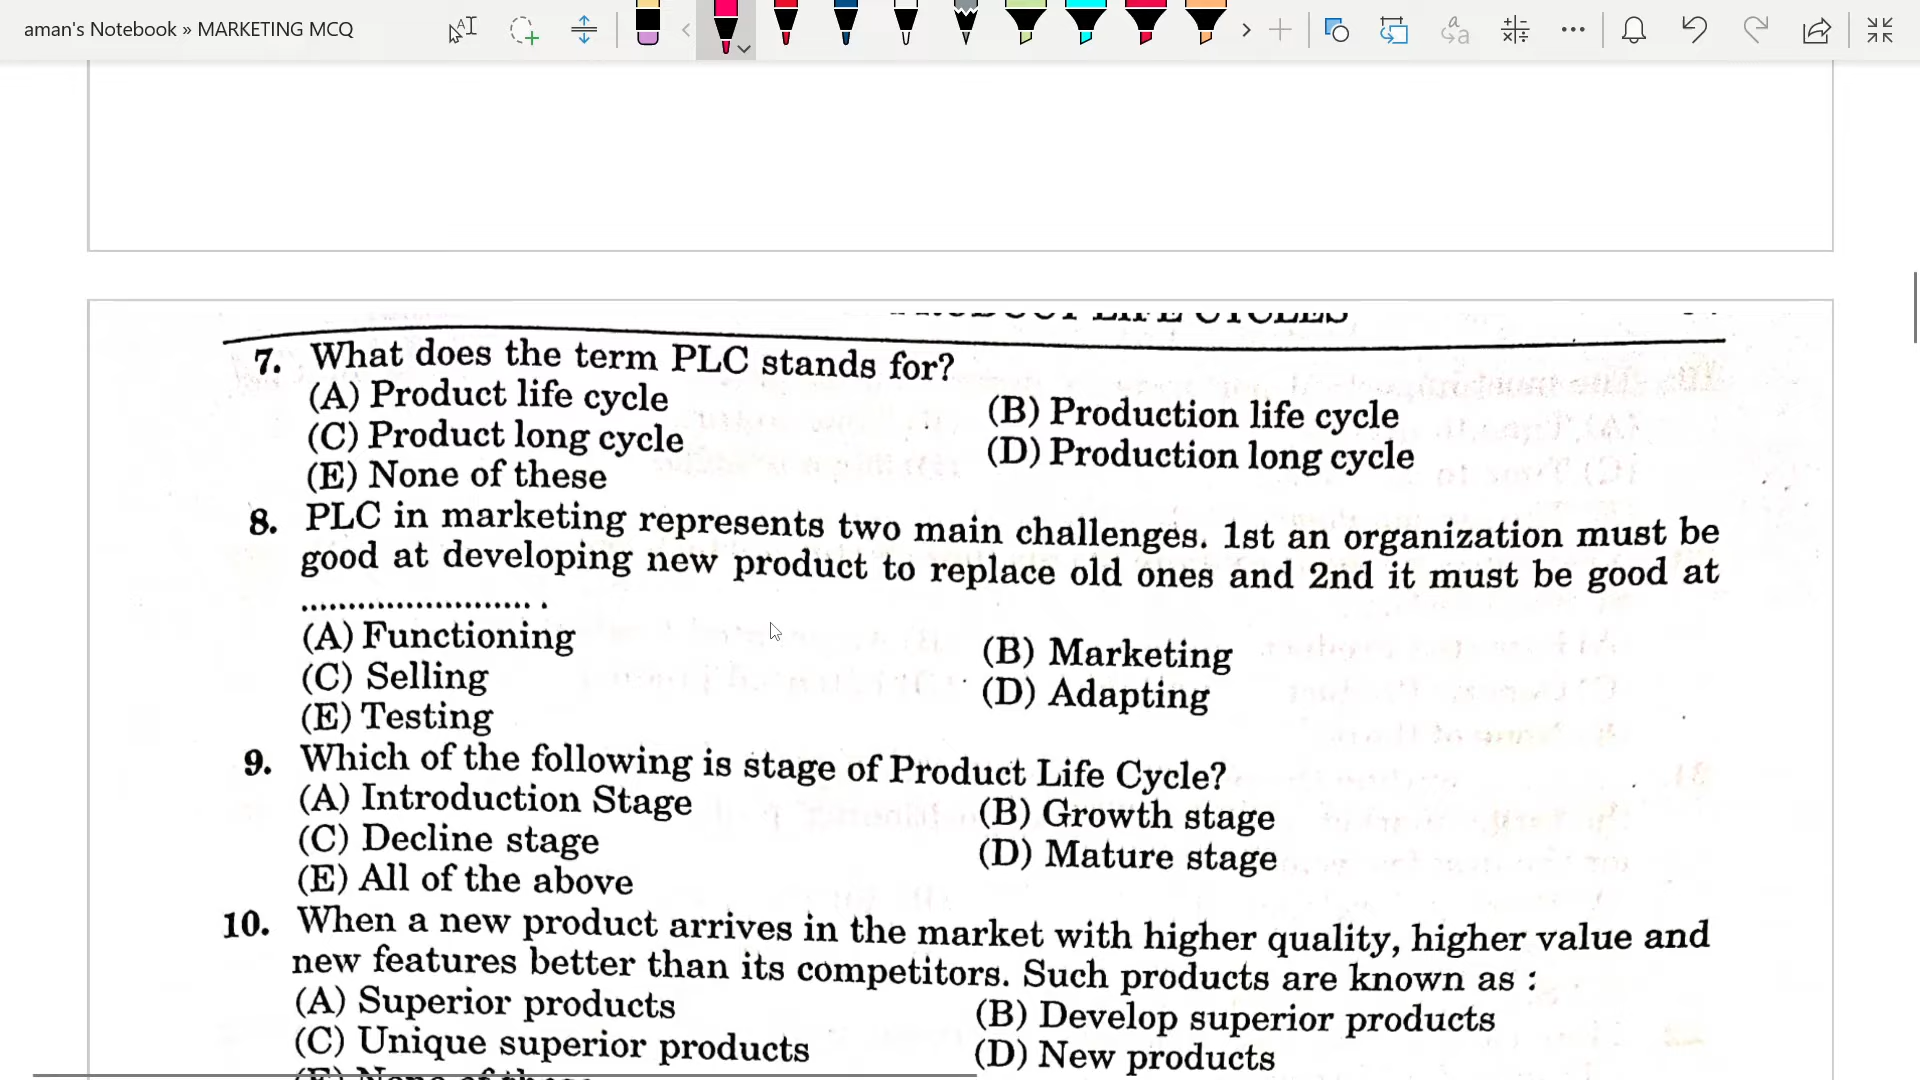 aman's Notebook » MARKETING MCQ
PRODUCT LIFE CYCLES
7. What does the term PLC stands for?
(A) Product life cycle
(B) Production life cycle
(C) Product long cycle
(D) Production long cycle
(E) None of these
8. PLC in marketing represents two main challenges. 1st an organization must be
good at developing new product to replace old ones and 2nd it must be good at
........................ .
(A) Functioning
(B) Marketing
(C) Selling
(D) Adapting
(E) Testing
9. Which of the following is stage of Product Life Cycle?
(A) Introduction Stage
(B) Growth stage
(C) Decline stage
(D) Mature stage
(E) All of the above
10. When a new product arrives in the market with higher quality, higher value and
new features better than its competitors. Such products are known as :
(A) Superior products
(B) Develop superior products
(C) Unique superior products
(D) New products
(E) None of these